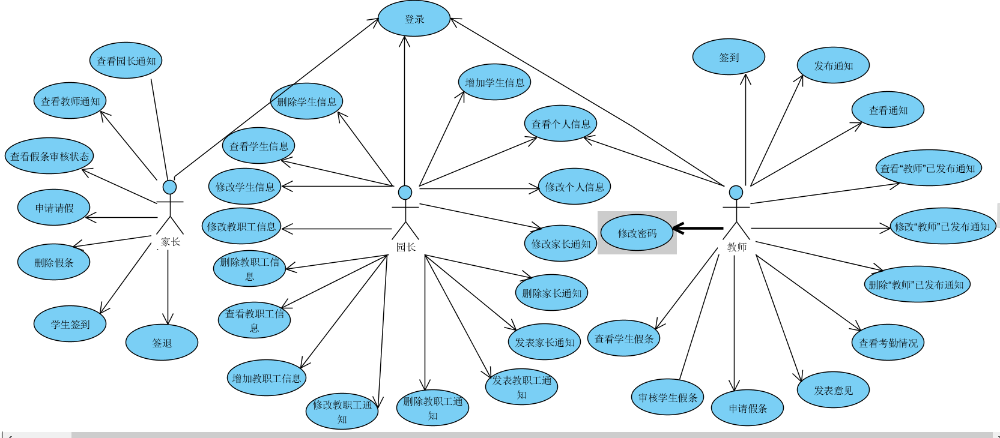 登录
查看园长通知
签到
发布通知
查看教师通知
删除学生信息
增加学生信息
查看通知
查看个人信息
查看学生信息
查看假条审核状态
查看“教师”已发布通知
修改学生信息
修改个人信息
申请请假
修改教职工信息
修改“教师”已发布通知
修改密码
家长
园长
教师
修改家长通知
删除假条
删除教职工信
息
删除“教师”已发布通知
删除家长通知
查看教职工信
息
学生签到
签退
发表家长通知
查看学生假条
查看考勤情况
增加教职工信息
发表教职工通
知
发表意见
审核学生假条
修改教职工通
知
删除教职工通
知
申请假条